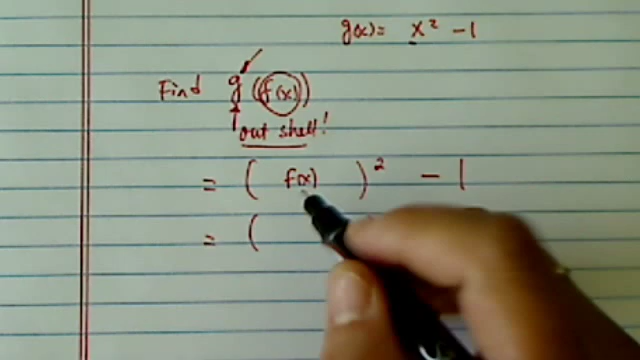 g(x) = x² - 1
Find g (f(x))
out shell!
= ( f(x) )² - 1
= (